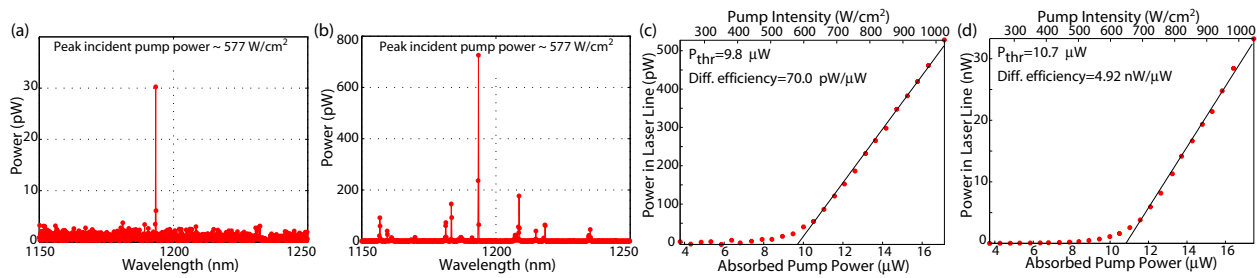 (a)
Peak incident pump power ~ 577 W/cm²
Power (pW)
30
20
10
0
1150
1200
1250
Wavelength (nm)
(b)
Peak incident pump power ~ 577 W/cm²
Power (pW)
800
600
400
200
0
1150
1200
1250
Wavelength (nm)
(c)
Pump Intensity (W/cm²)
300 400 500 600 700 800 900 1000
P_thr=9.8 µW
Diff. efficiency=70.0 pW/µW
Power in Laser Line (pW)
500
400
300
200
100
0
4 6 8 10 12 14 16
Absorbed Pump Power (µW)
(d)
Pump Intensity (W/cm²)
300 400 500 600 700 800 900 1000
P_thr=10.7 µW
Diff. efficiency=4.92 nW/µW
Power in Laser Line (nW)
30
20
10
0
4 6 8 10 12 14 16
Absorbed Pump Power (µW)